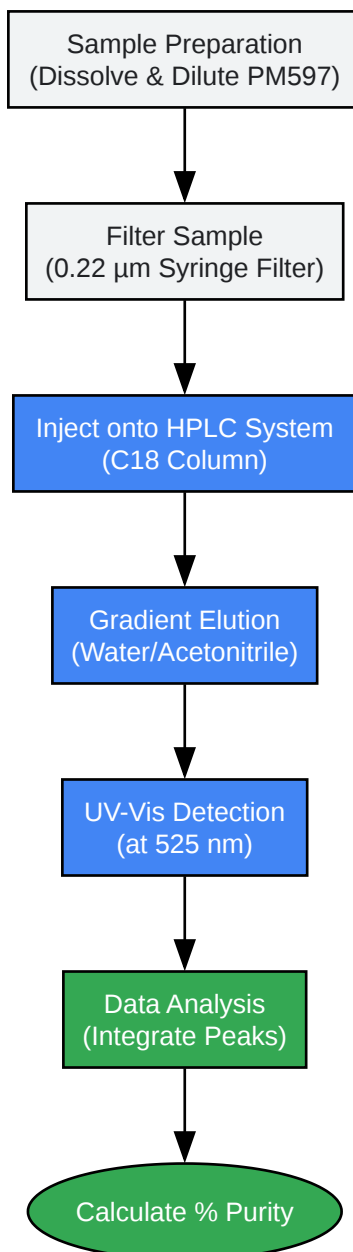 Sample Preparation
(Dissolve & Dilute PM597)
Filter Sample
(0.22 µm Syringe Filter)
Inject onto HPLC System
(C18 Column)
Gradient Elution
(Water/Acetonitrile)
UV-Vis Detection
(at 525 nm)
Data Analysis
(Integrate Peaks)
Calculate % Purity